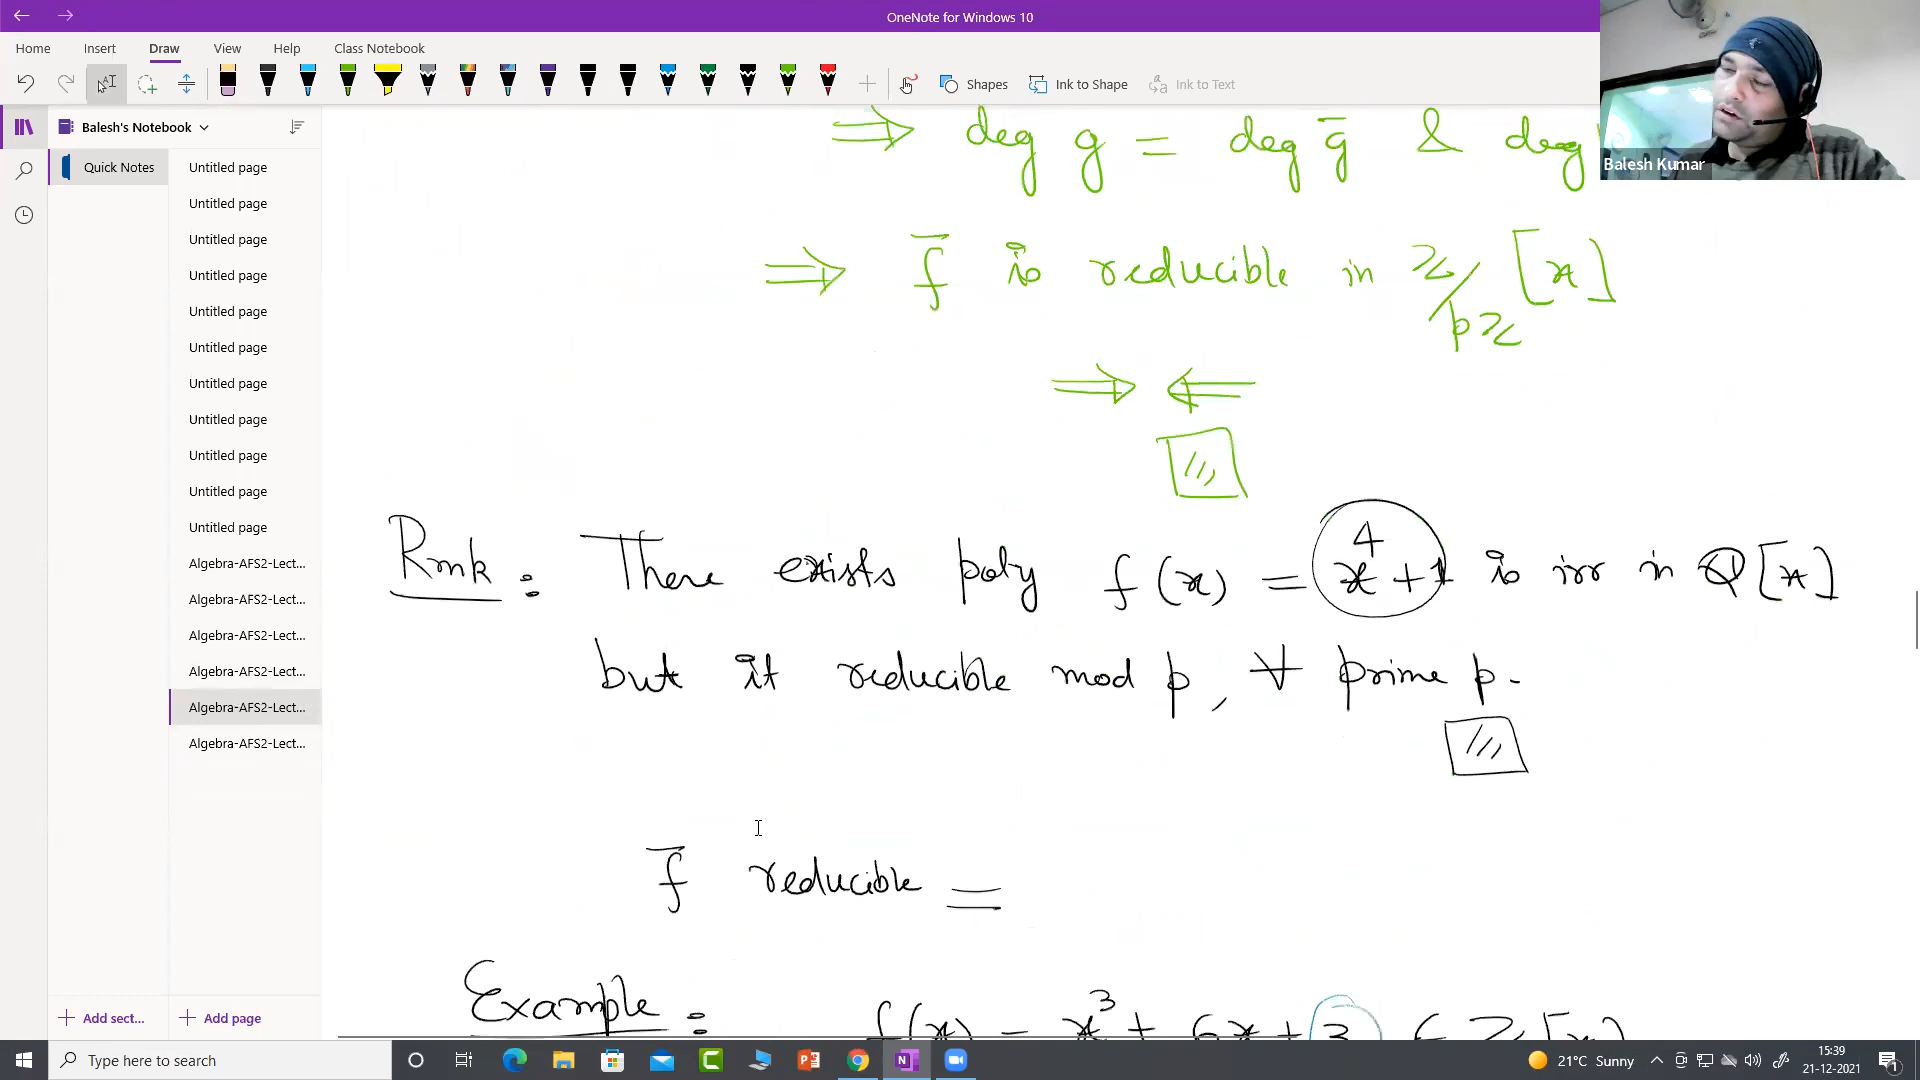 OneNote for Windows 10
Home Insert Draw View Help Class Notebook
Shapes Ink to Shape Ink to Text
Balesh Kumar
Balesh's Notebook
Quick Notes
Untitled page
Untitled page
Untitled page
Untitled page
Untitled page
Untitled page
Untitled page
Untitled page
Untitled page
Untitled page
Untitled page
Algebra-AFS2-Lect...
Algebra-AFS2-Lect...
Algebra-AFS2-Lect...
Algebra-AFS2-Lect...
Algebra-AFS2-Lect...
Algebra-AFS2-Lect...
Add sect... Add page
⇒ deg g = deg g̅ & deg
⇒ f̅ is reducible in ℤ/pℤ [x]
⇒ ⇐
Rmk : There exists poly f(x) = x⁴+1 is irr in ℚ[x]
but it reducible mod p, ∀ prime p.
f̅ reducible =
Example : f(x) = x³ + 6x + 3 ∈ ℤ[x]
Type here to search
21°C Sunny
15:39
21-12-2021
1